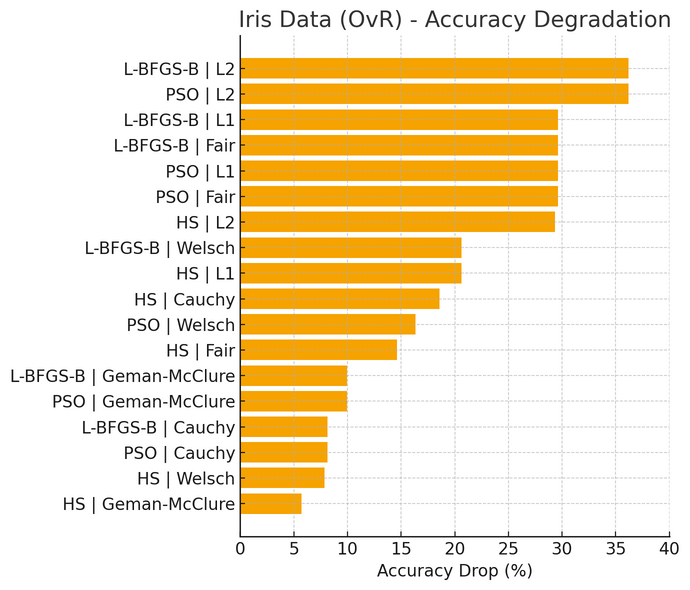 Iris Data (OvR) - Accuracy Degradation
L-BFGS-B | L2
PSO | L2
L-BFGS-B | L1
L-BFGS-B | Fair
PSO | L1
PSO | Fair
HS | L2
L-BFGS-B | Welsch
HS | L1
HS | Cauchy
PSO | Welsch
HS | Fair
L-BFGS-B | Geman-McClure
PSO | Geman-McClure
L-BFGS-B | Cauchy
PSO | Cauchy
HS | Welsch
HS | Geman-McClure
0 5 10 15 20 25 30 35 40
Accuracy Drop (%)